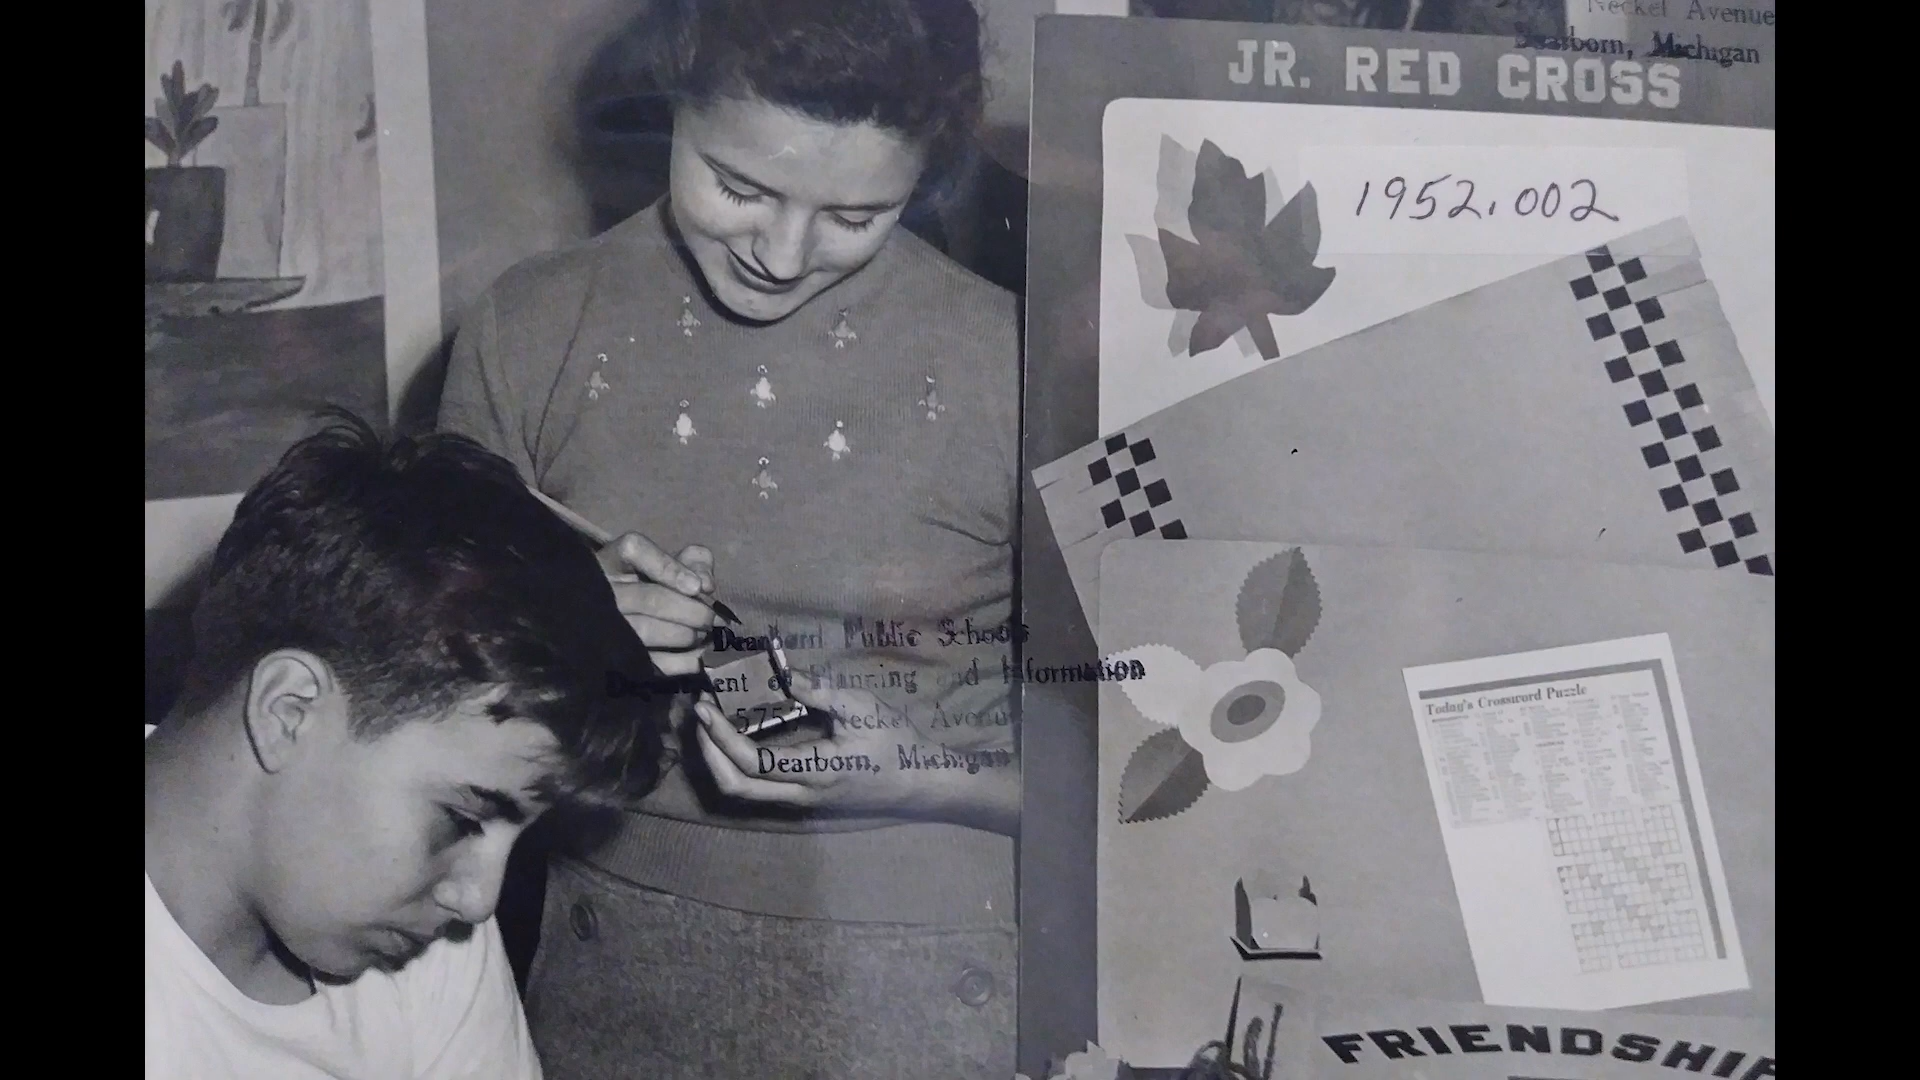 Neckel Avenue
Dearborn, Michigan
JR. RED CROSS
1952.002
Dearborn Public Schools
Department of Planning and Information
5757 Neckel Avenue
Dearborn, Michigan
Today's Crossword Puzzle
FRIENDSHIP